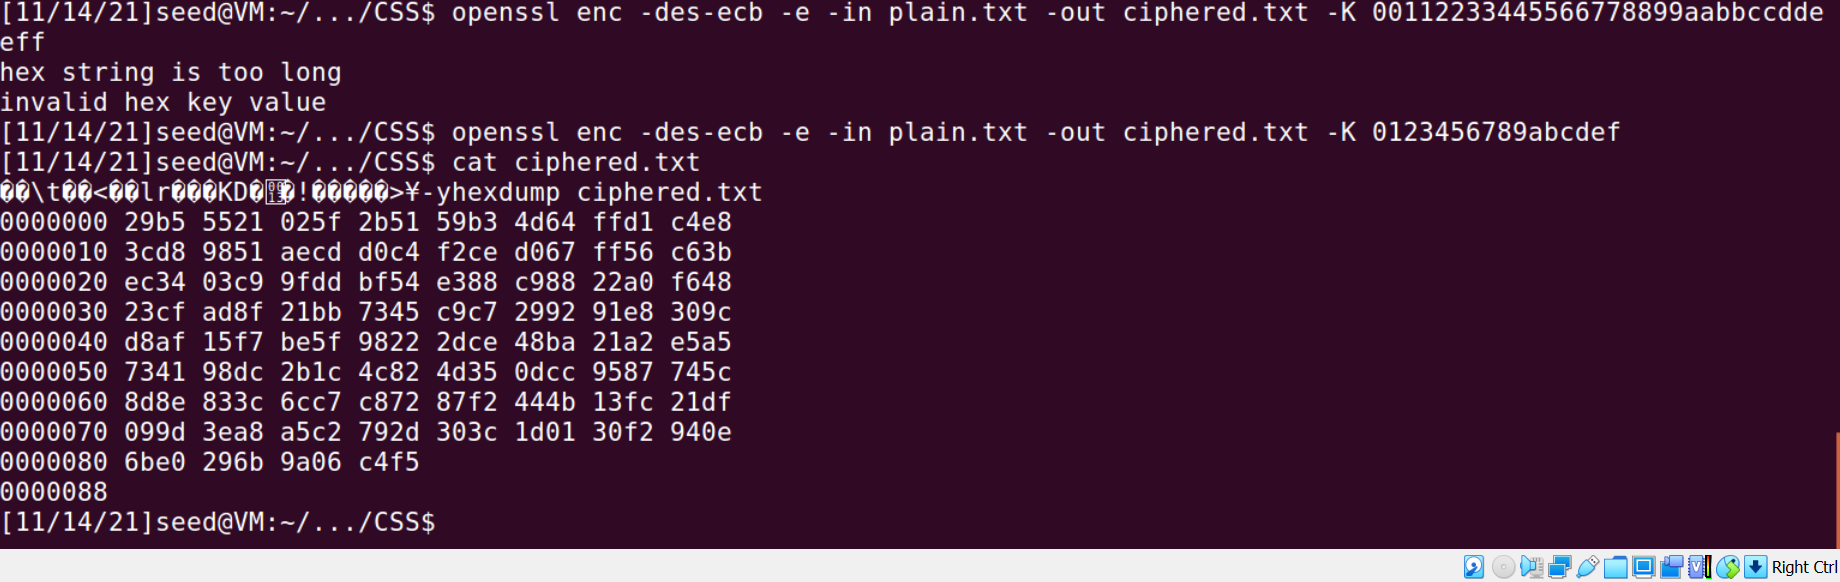 [11/14/21]seed@VM:~/.../CSS$ openssl enc -des-ecb -e -in plain.txt -out ciphered.txt -K 00112233445566778899aabbccdde
eff
hex string is too long
invalid hex key value
[11/14/21]seed@VM:~/.../CSS$ openssl enc -des-ecb -e -in plain.txt -out ciphered.txt -K 0123456789abcdef
[11/14/21]seed@VM:~/.../CSS$ cat ciphered.txt
��\t��<��lr���KD��!�����>¥-yhexdump ciphered.txt
0000000 29b5 5521 025f 2b51 59b3 4d64 ffd1 c4e8
0000010 3cd8 9851 aecd d0c4 f2ce d067 ff56 c63b
0000020 ec34 03c9 9fdd bf54 e388 c988 22a0 f648
0000030 23cf ad8f 21bb 7345 c9c7 2992 91e8 309c
0000040 d8af 15f7 be5f 9822 2dce 48ba 21a2 e5a5
0000050 7341 98dc 2b1c 4c82 4d35 0dcc 9587 745c
0000060 8d8e 833c 6cc7 c872 87f2 444b 13fc 21df
0000070 099d 3ea8 a5c2 792d 303c 1d01 30f2 940e
0000080 6be0 296b 9a06 c4f5
0000088
[11/14/21]seed@VM:~/.../CSS$
Right Ctrl